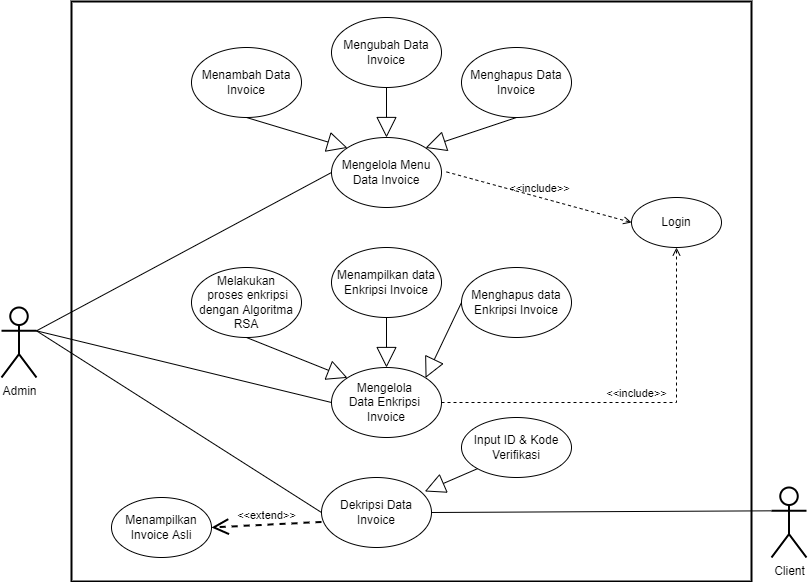 Mengubah Data
Invoice
Menambah Data
Invoice
Menghapus Data
Invoice
Mengelola Menu
Data Invoice
<<include>>
Login
Melakukan
proses enkripsi
dengan Algoritma
RSA
Menampilkan data
Enkripsi Invoice
Menghapus data
Enkripsi Invoice
Admin
Mengelola
Data Enkripsi
Invoice
<<include>>
Input ID & Kode
Verifikasi
Dekripsi Data
Invoice
<<extend>>
Menampilkan
Invoice Asli
Client